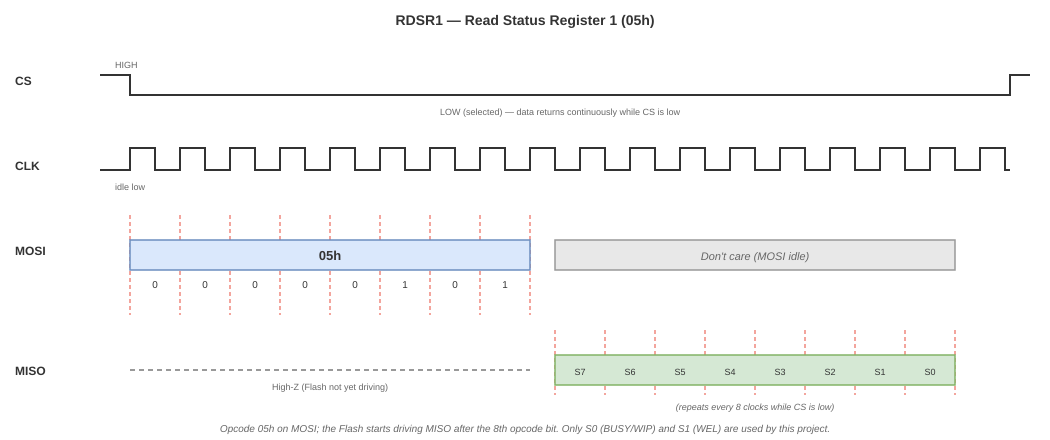 RDSR1 — Read Status Register 1 (05h)
HIGH
CS
LOW (selected) — data returns continuously while CS is low
CLK
idle low
MOSI
05h
Don't care (MOSI idle)
0 0 0 0 0 1 0 1
MISO
S7 S6 S5 S4 S3 S2 S1 S0
High-Z (Flash not yet driving)
(repeats every 8 clocks while CS is low)
Opcode 05h on MOSI; the Flash starts driving MISO after the 8th opcode bit. Only S0 (BUSY/WIP) and S1 (WEL) are used by this project.